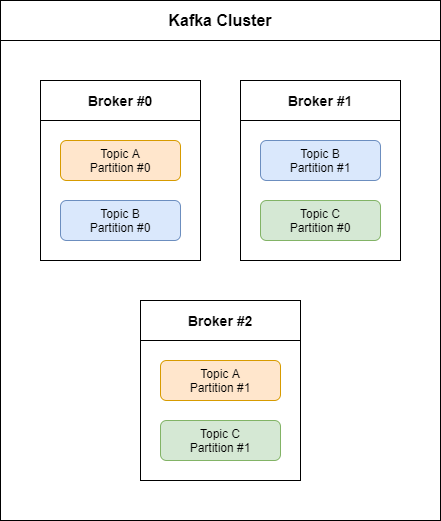 Kafka Cluster
Broker #0
Topic A
Partition #0
Topic B
Partition #0
Broker #1
Topic B
Partition #1
Topic C
Partition #0
Broker #2
Topic A
Partition #1
Topic C
Partition #1